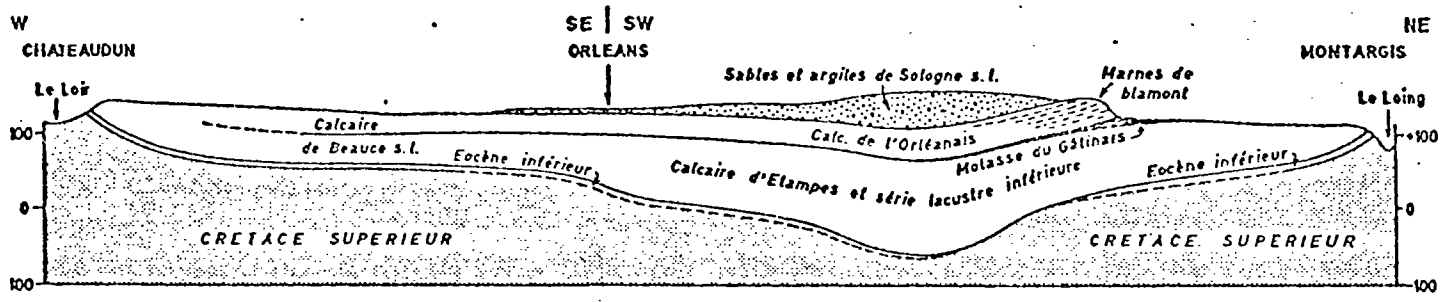 W
SE | SW
NE
CHATEAUDUN
ORLEANS
MONTARGIS
Sables et argiles de Sologne s.l.
Marnes de
blamont
Le Loir
Le Loing
100
Calcaire
de Beauce s.l.
Calc. de l'Orléanais
+100
Eocène inférieur
Molasse du Gâtinais
Calcaire d'Etampes et série lacustre intérieure
Eocène inférieur
0
0
CRETACE SUPERIEUR
CRETACE SUPERIEUR
100
-100